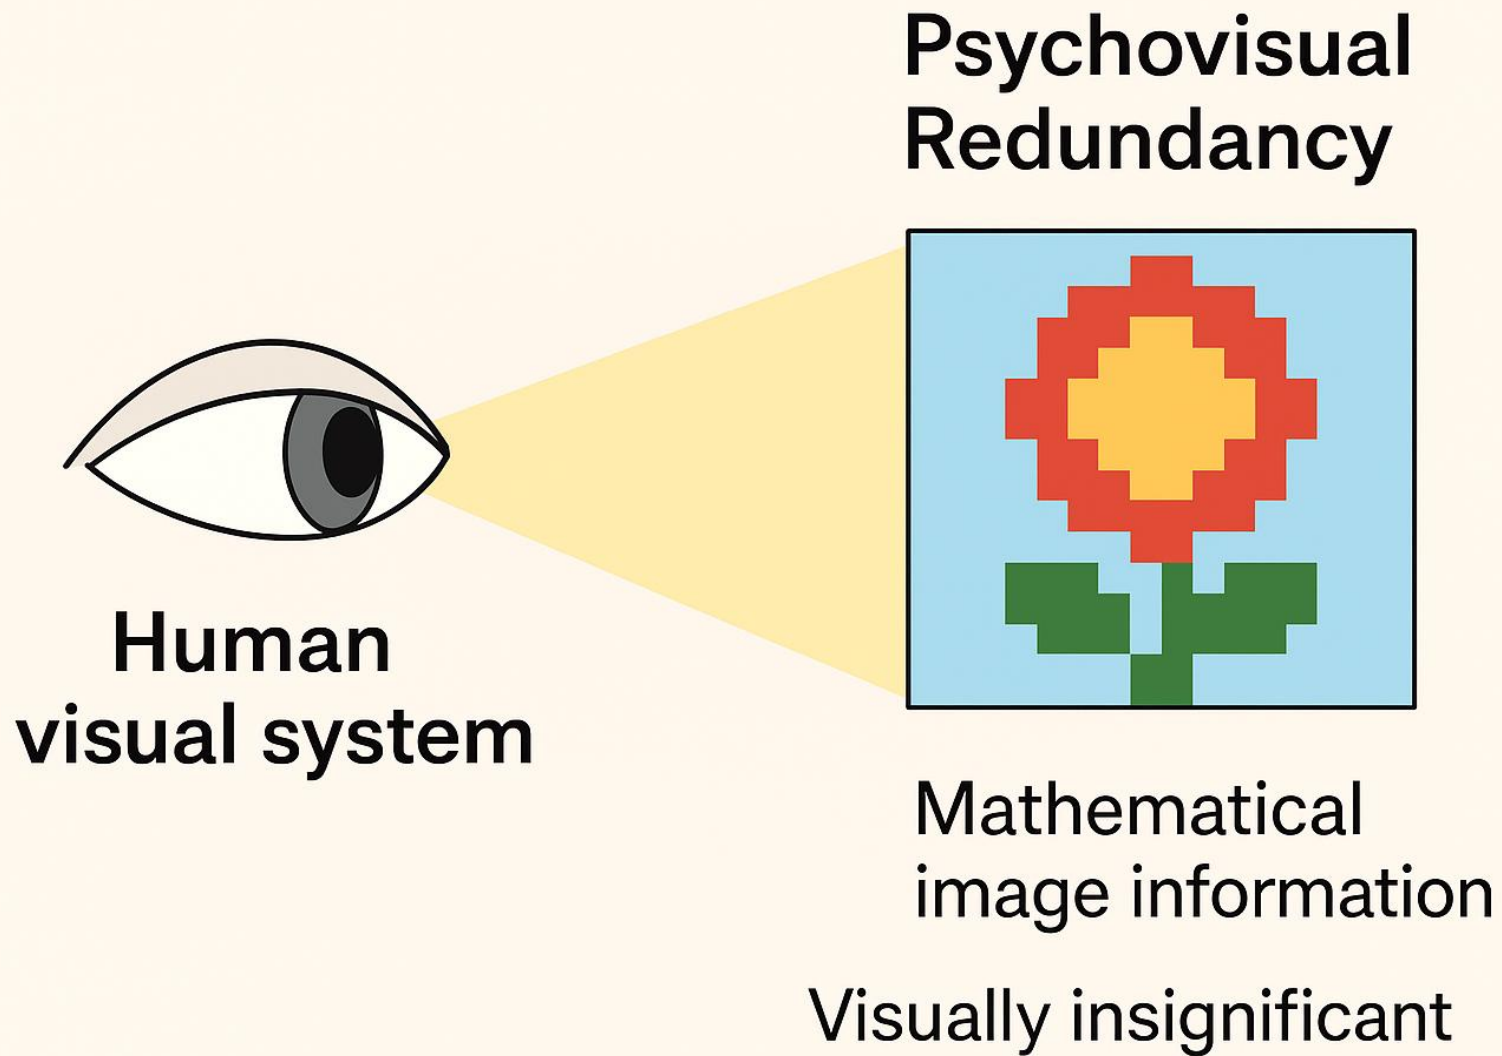 Psychovisual
Redundancy
Human
visual system
Mathematical
image information
Visually insignificant